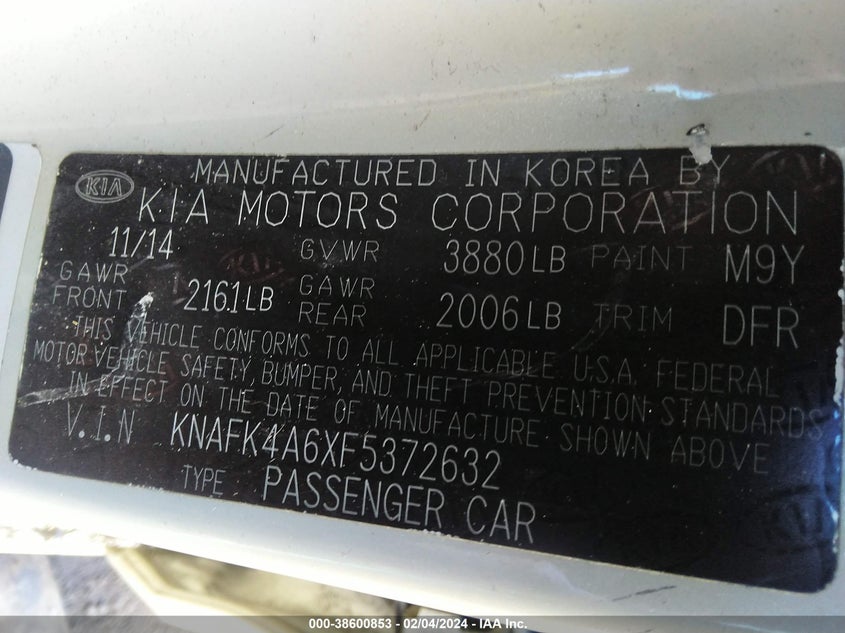 MANUFACTURED IN KOREA BY
KIA KIA MOTORS CORPORATION
11/14 GVWR 3880LB PAINT M9Y
GAWR FRONT 2161LB GAWR REAR 2006LB TRIM DFR
THIS VEHICLE CONFORMS TO ALL APPLICABLE U.S.A. FEDERAL
MOTOR VEHICLE SAFETY, BUMPER, AND THEFT PREVENTION STANDARDS
IN EFFECT ON THE DATE OF MANUFACTURE SHOWN ABOVE
V.I.N KNAFK4A6XF5372632
TYPE PASSENGER CAR
000-38600853 — 02/04/2024 — IAA Inc.